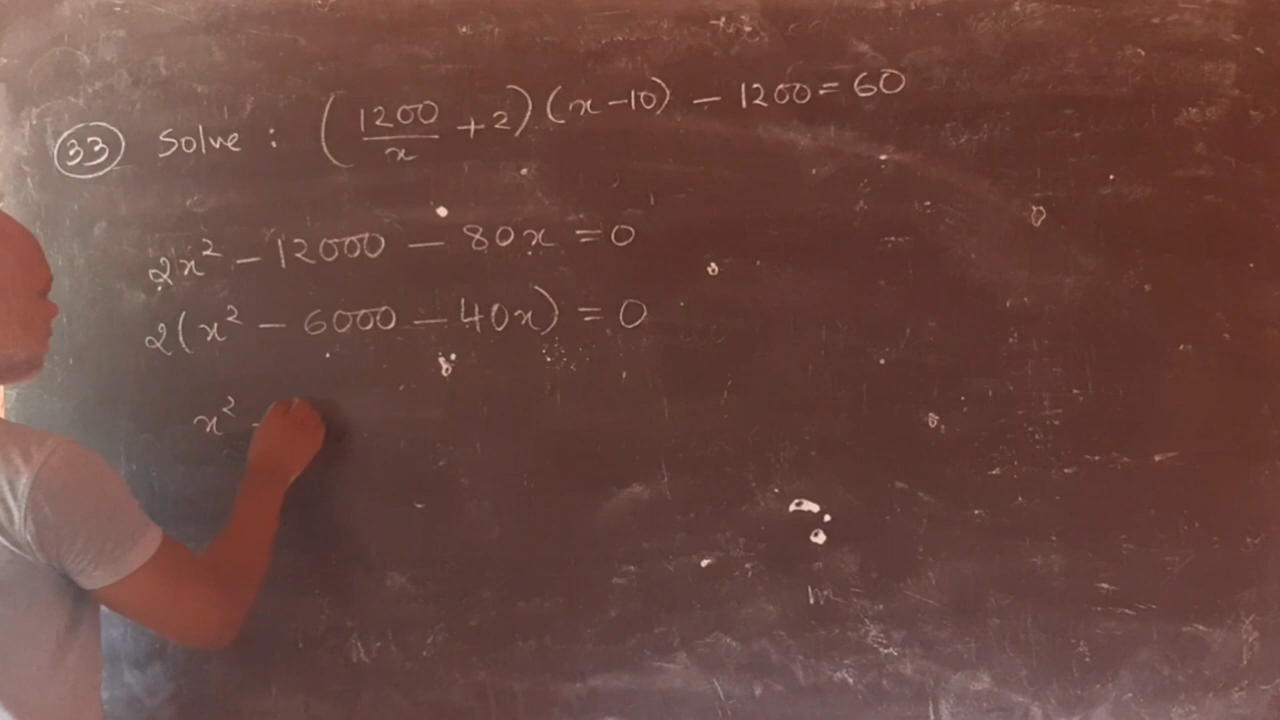 33 Solve : (1200/x + 2)(x-10) - 1200 = 60
2x² - 12000 - 80x = 0
2(x² - 6000 - 40x) = 0
x² -